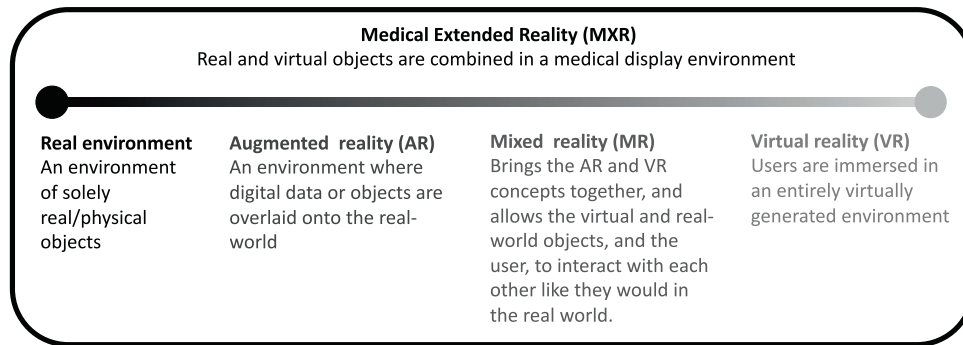 Medical Extended Reality (MXR)
Real and virtual objects are combined in a medical display environment
Real environment
An environment
of solely
real/physical
objects
Augmented reality (AR)
An environment where
digital data or objects are
overlaid onto the real-
world
Mixed reality (MR)
Brings the AR and VR
concepts together, and
allows the virtual and real-
world objects, and the
user, to interact with each
other like they would in
the real world.
Virtual reality (VR)
Users are immersed in
an entirely virtually
generated environment